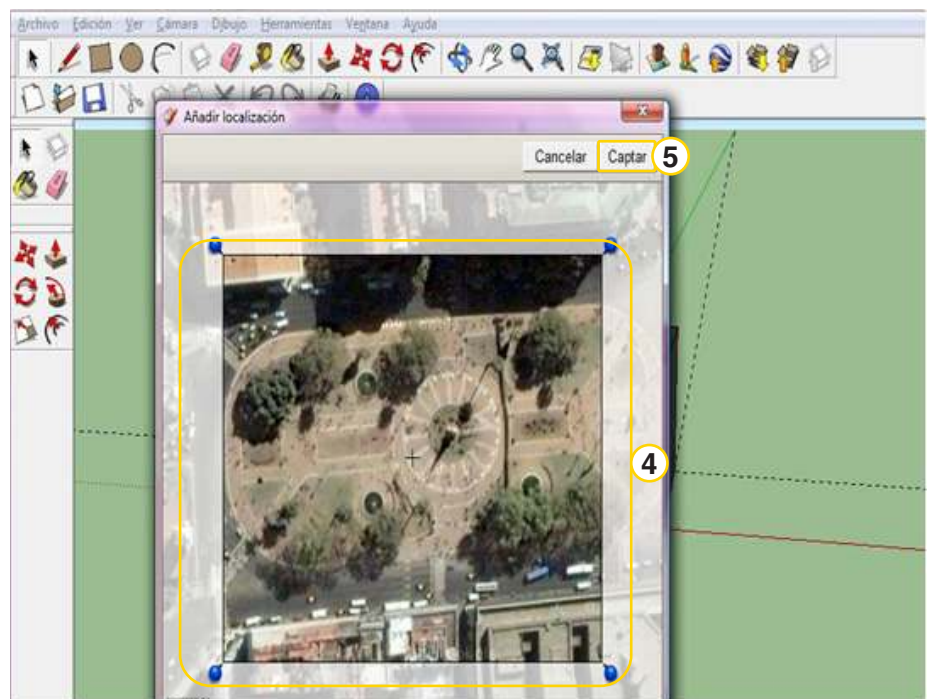 Archivo Edición Ver Cámara Dibujo Herramientas Ventana Ayuda
Añadir localización
Cancelar Captar 5
4